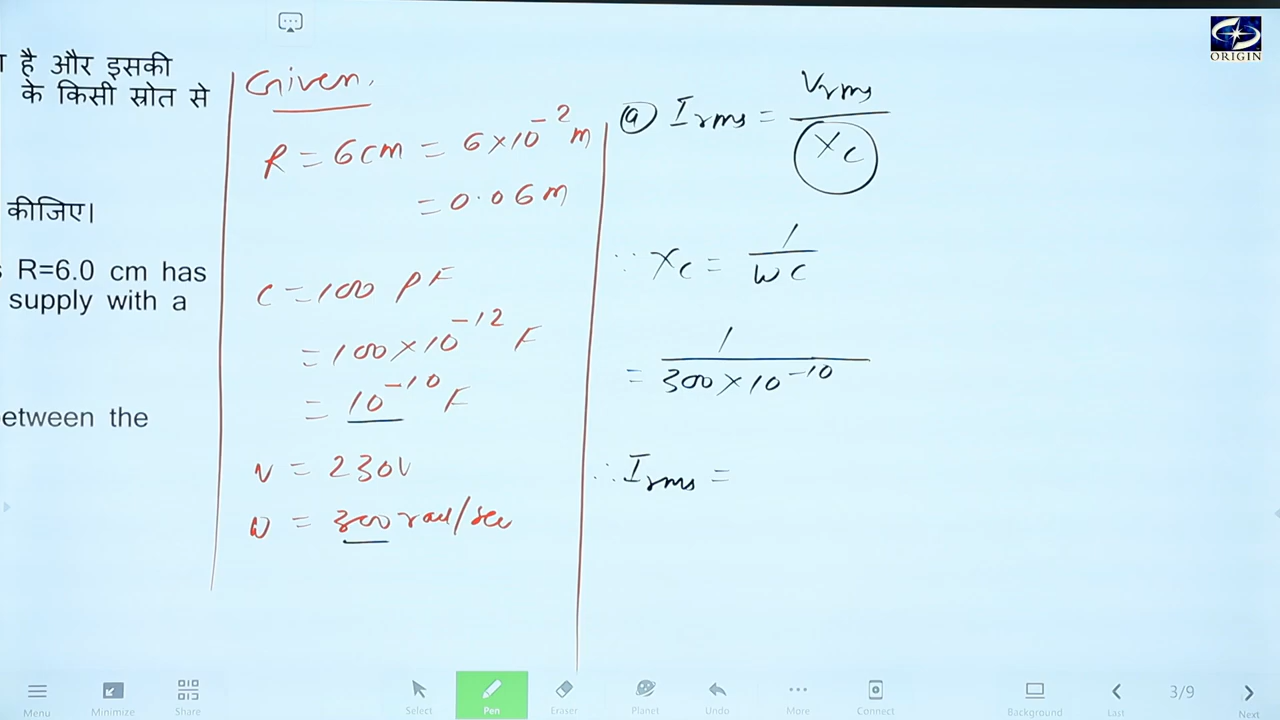 ORIGIN
है और इसकी
के किसी स्रोत से
कीजिए।
R=6.0 cm has
supply with a
etween the
Given.
R = 6cm = 6×10⁻² m
= 0.06m
C = 100 pF
= 100×10⁻¹² F
= 10⁻¹⁰ F
V = 230V
ω = 300 rad/sec
(a) Irms = Vrms / Xc
∵ Xc = 1 / ωC
= 1 / 300×10⁻¹⁰
∴ Irms =
Menu
Minimize
Share
Select
Pen
Eraser
Planet
Undo
More
Connect
Background
Last
3/9
Next